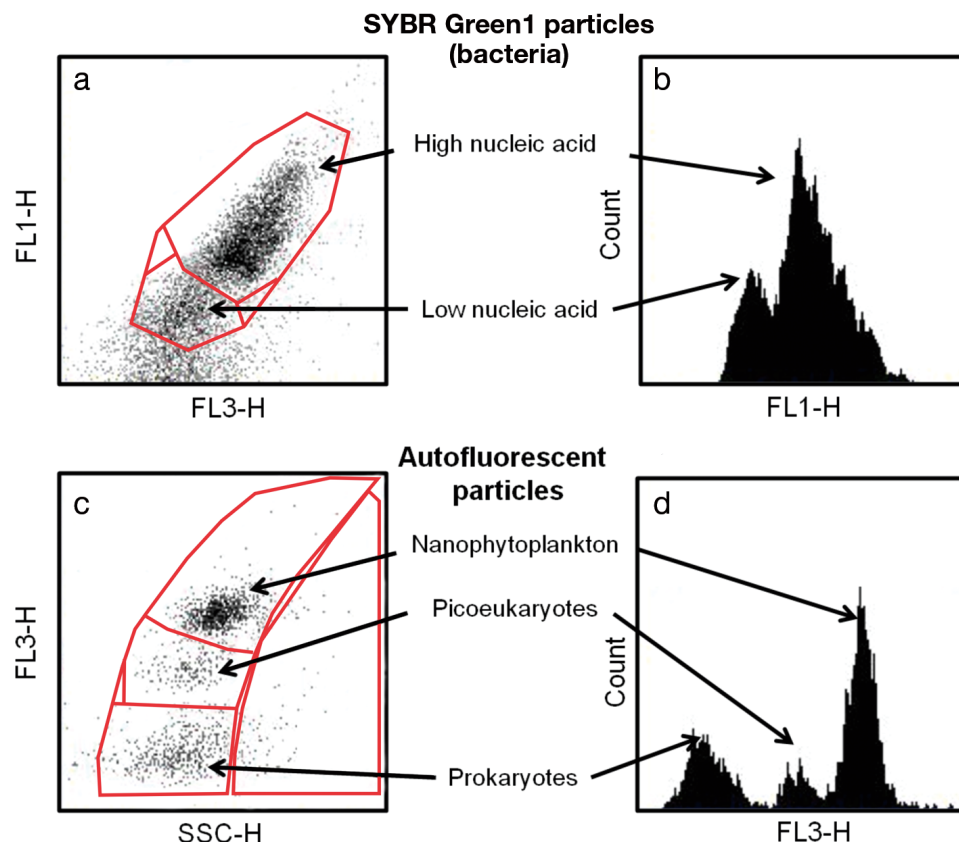 SYBR Green1 particles
(bacteria)
a
b
High nucleic acid
Low nucleic acid
FL1-H
FL3-H
Count
FL1-H
Autofluorescent
particles
c
d
Nanophytoplankton
Picoeukaryotes
Prokaryotes
FL3-H
SSC-H
Count
FL3-H